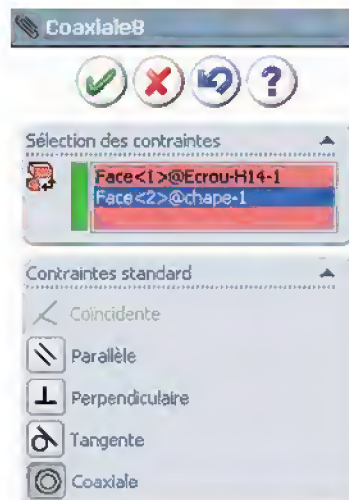 Coaxiale8
Sélection des contraintes
Face<1>@Ecrou-H14-1
Face<2>@chape-1
Contraintes standard
Coïncidente
Parallèle
Perpendiculaire
Tangente
Coaxiale